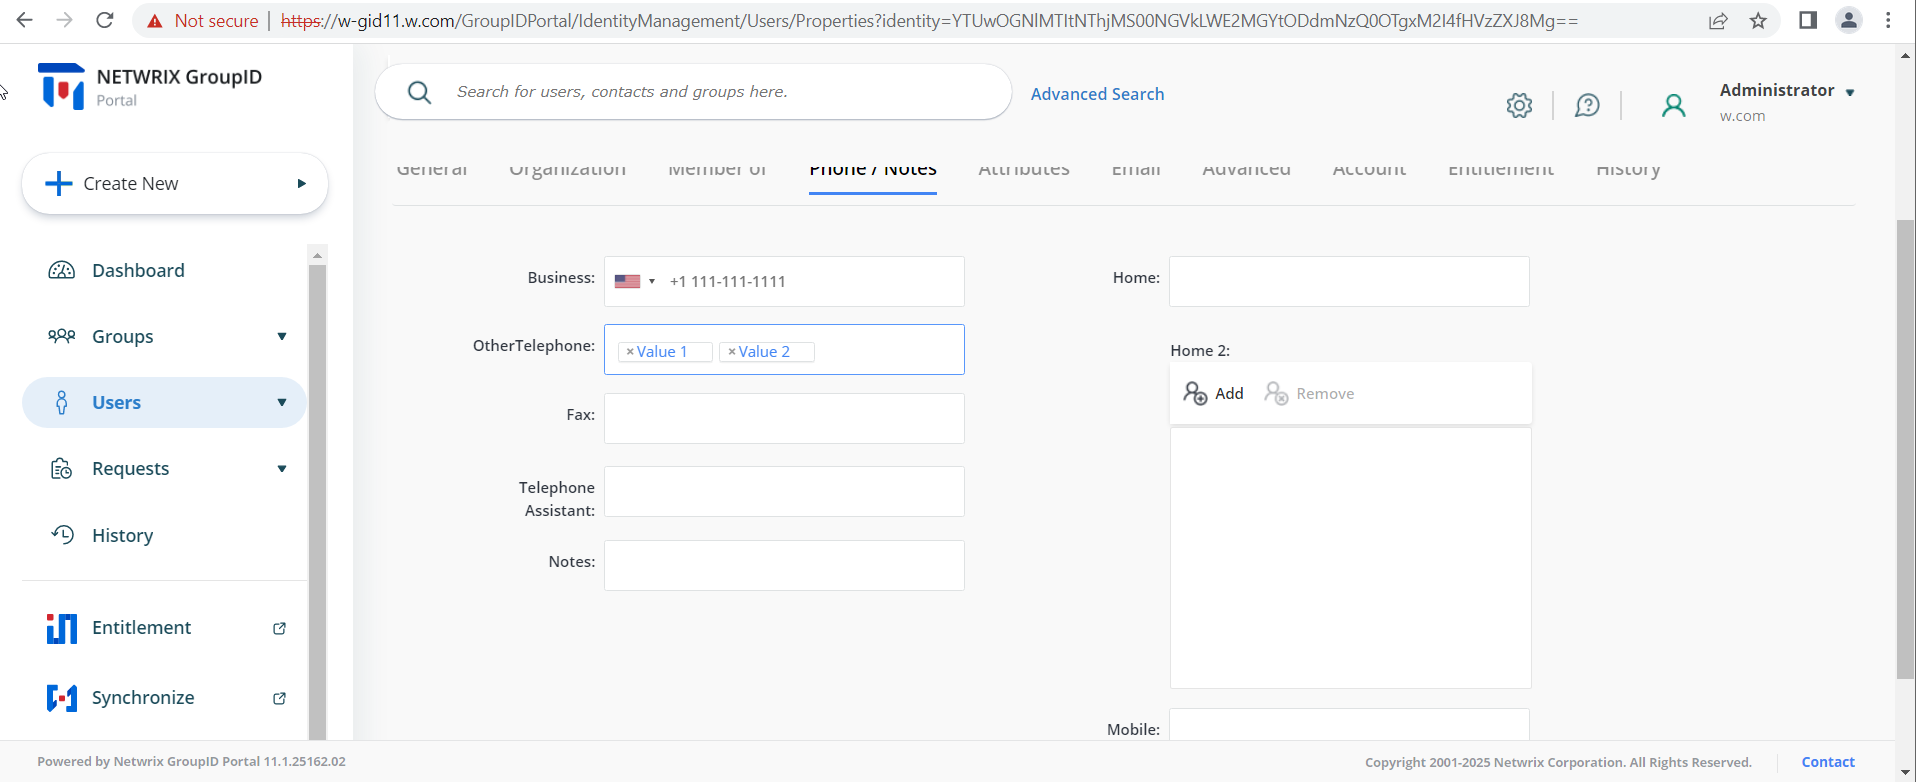 Not secure | https://w-gid11.w.com/GroupIDPortal/IdentityManagement/Users/Properties?identity=YTUwOGNlMTItNThjMS00NGVkLWE2MGYtODdmNzQ0OTgxM2I4fHVzZXJ8Mg==
NETWRIX GroupID
Portal
Search for users, contacts and groups here.
Advanced Search
Administrator
w.com
Create New
General Organization Member of Phone / Notes Attributes Email Advanced Account Entitlement History
Dashboard
Groups
Users
Requests
History
Entitlement
Synchronize
Business: +1 111-111-1111
OtherTelephone: × Value 1 × Value 2
Fax:
Telephone
Assistant:
Notes:
Home:
Home 2:
Add Remove
Mobile:
Powered by Netwrix GroupID Portal 11.1.25162.02
Copyright 2001-2025 Netwrix Corporation. All Rights Reserved.
Contact